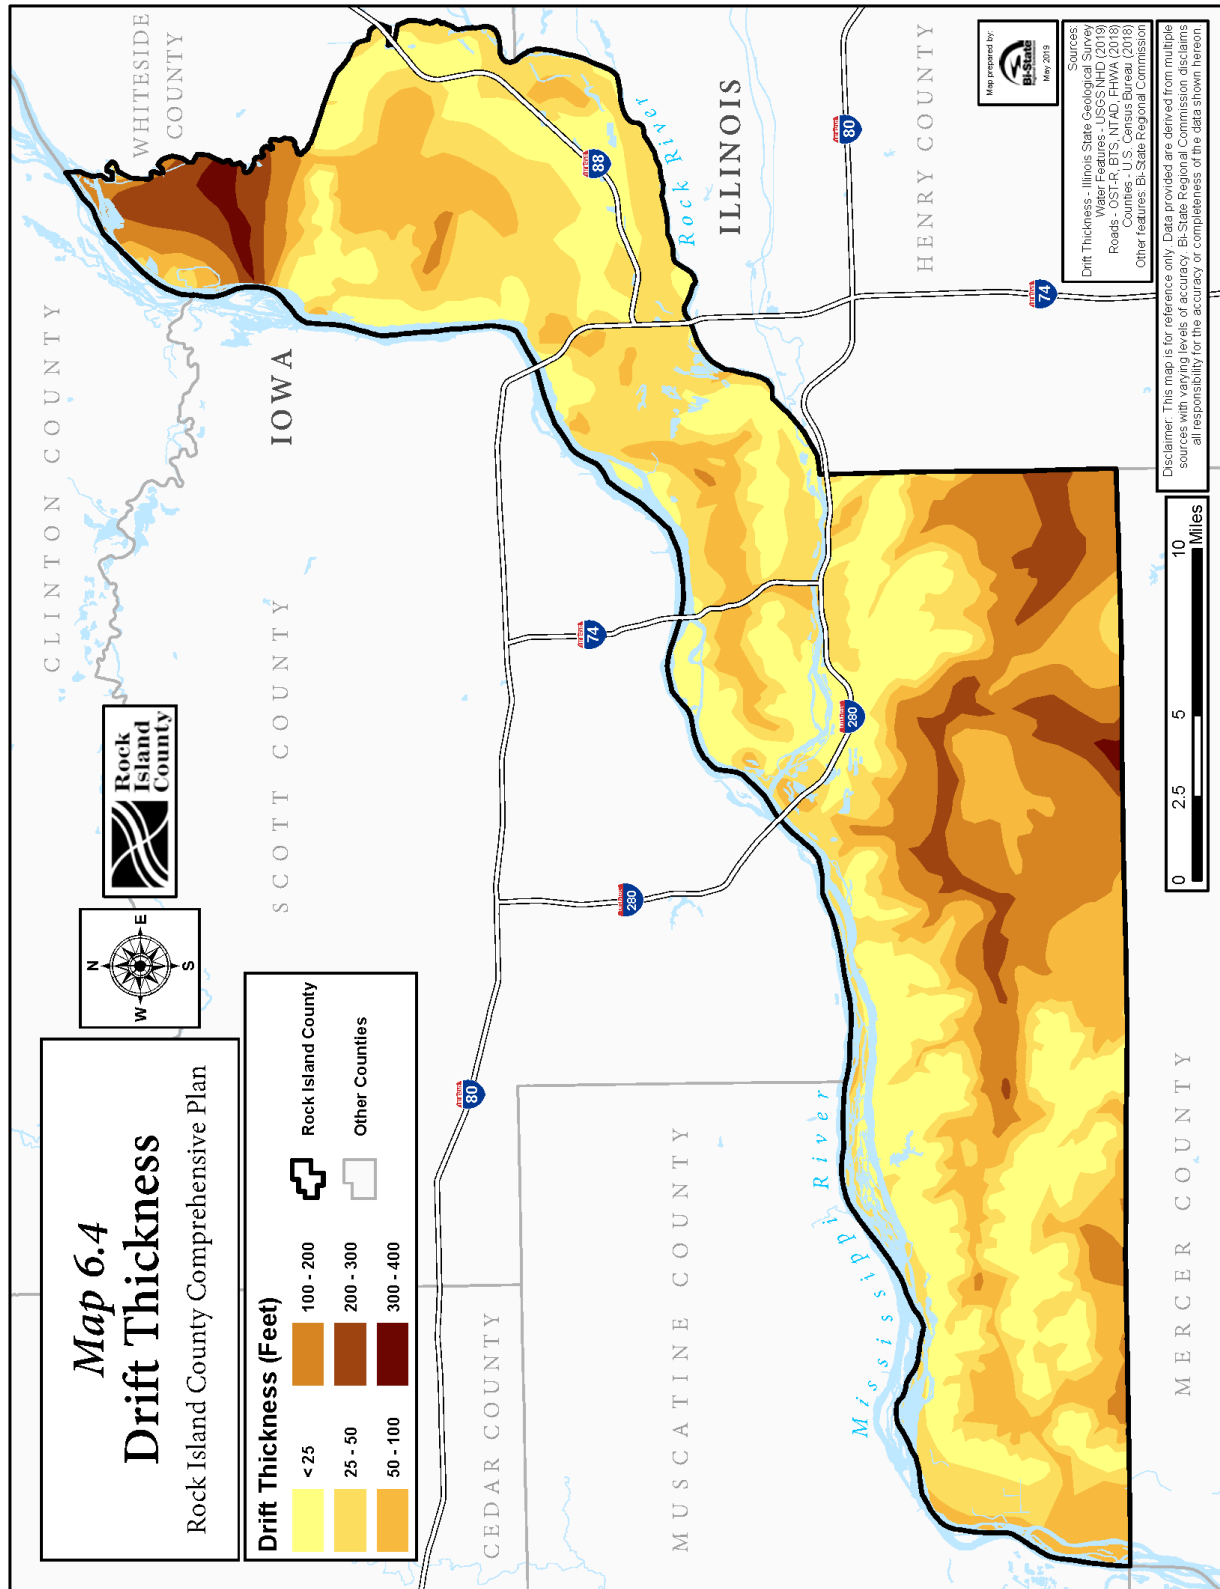 Map 6.4
Drift Thickness
Rock Island County Comprehensive Plan
Drift Thickness (Feet)
< 25
25 - 50
50 - 100
100 - 200
200 - 300
300 - 400
Rock Island County
Other Counties
N
W
E
S
Rock
Island
County
CLINTON COUNTY
WHITESIDE
COUNTY
IOWA
SCOTT COUNTY
CEDAR COUNTY
MUSCATINE COUNTY
MERCER COUNTY
HENRY COUNTY
ILLINOIS
Rock River
Mississippi River
80
280
74
88
74
80
280
0
2.5
5
10
Miles
Map prepared by:
Bi-State
May 2019
Sources:
Drift Thickness - Illinois State Geological Survey
Water Features - USGS NHD (2019)
Roads - OST-R, BTS, NTAD, FHWA (2018)
Counties - U.S. Census Bureau (2018)
Other features: Bi-State Regional Commission
Disclaimer: This map is for reference only. Data provided are derived from multiple
sources with varying levels of accuracy. Bi-State Regional Commission disclaims
all responsibility for the accuracy or completeness of the data shown hereon.